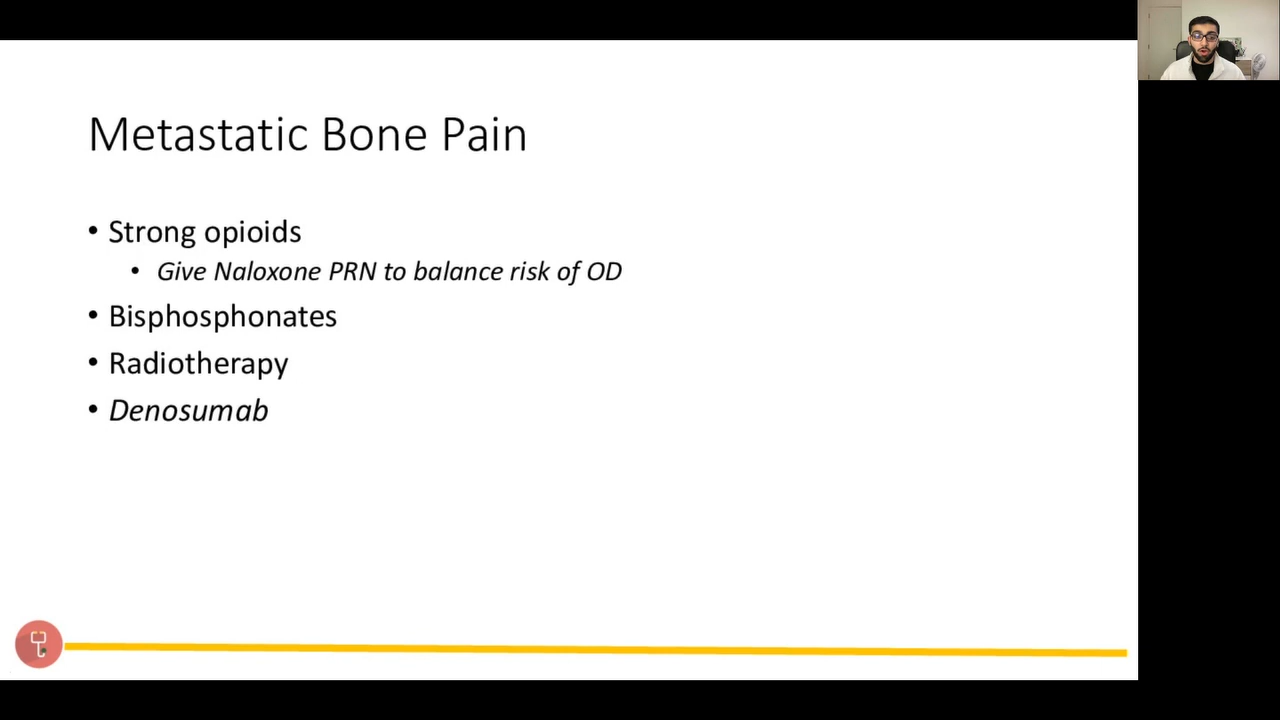 Metastatic Bone Pain
• Strong opioids
• Give Naloxone PRN to balance risk of OD
• Bisphosphonates
• Radiotherapy
• Denosumab